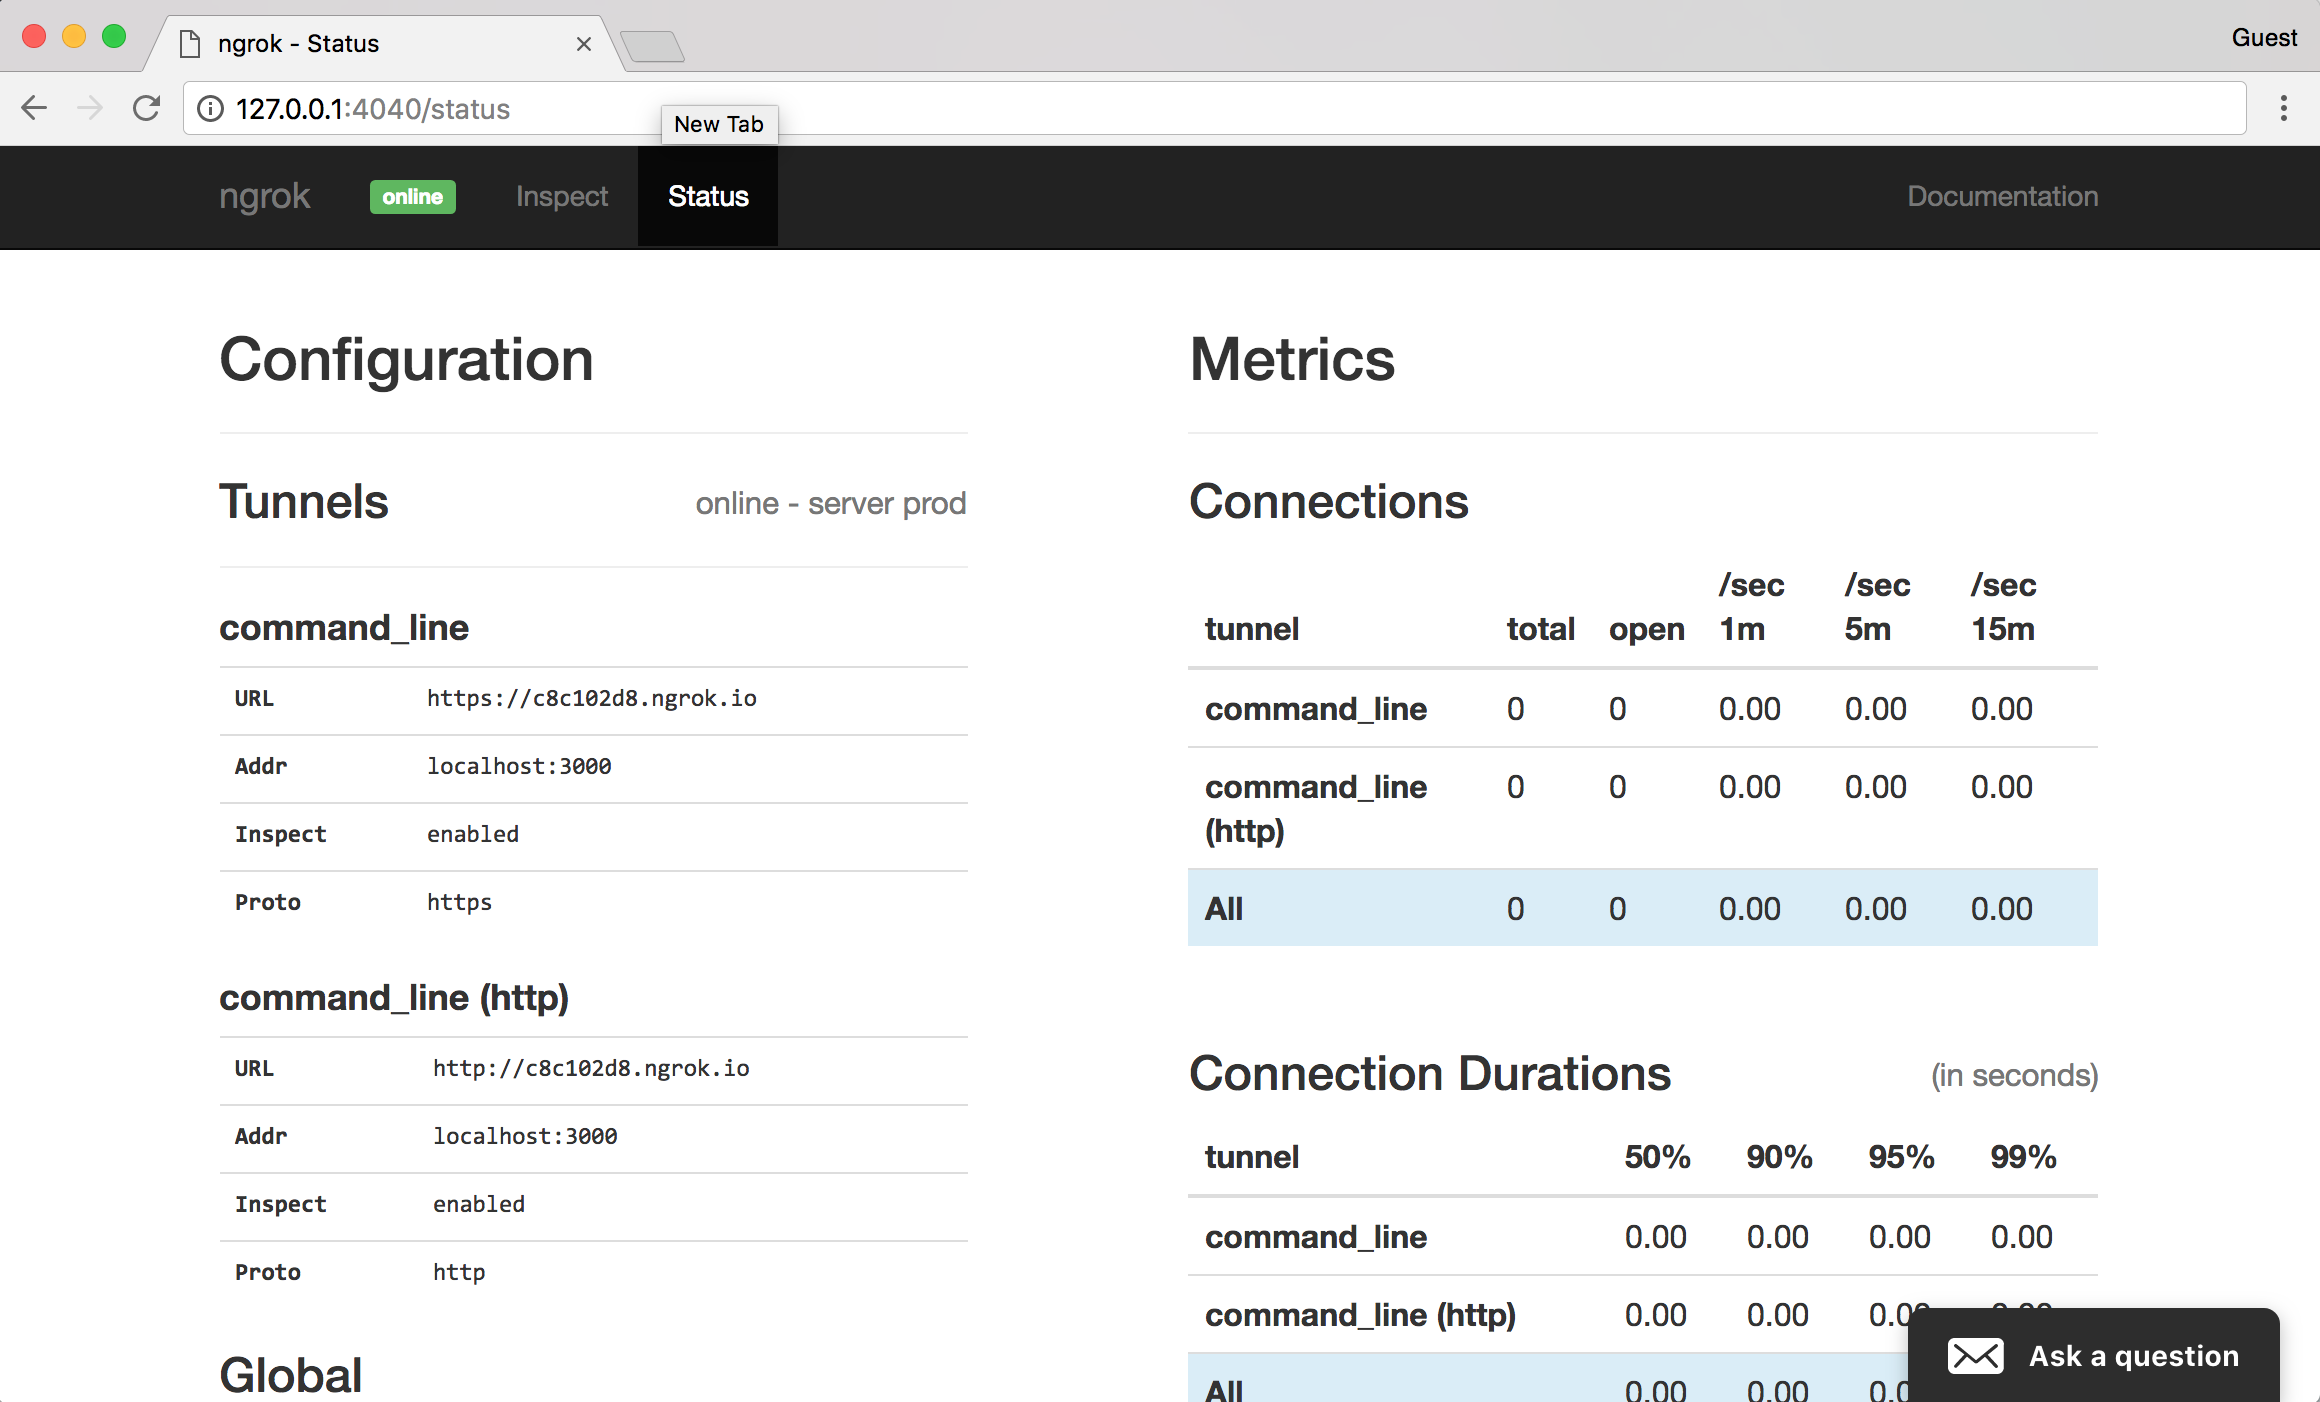 ngrok - Status
Guest
127.0.0.1:4040/status
New Tab
ngrok online Inspect Status Documentation
Configuration
Tunnels online - server prod
command_line
URL https://c8c102d8.ngrok.io
Addr localhost:3000
Inspect enabled
Proto https
command_line (http)
URL http://c8c102d8.ngrok.io
Addr localhost:3000
Inspect enabled
Proto http
Global
Metrics
Connections
tunnel total open /sec 1m /sec 5m /sec 15m
command_line 0 0 0.00 0.00 0.00
command_line (http) 0 0 0.00 0.00 0.00
All 0 0 0.00 0.00 0.00
Connection Durations (in seconds)
tunnel 50% 90% 95% 99%
command_line 0.00 0.00 0.00 0.00
command_line (http) 0.00 0.00
All 0.00 0.00
Ask a question